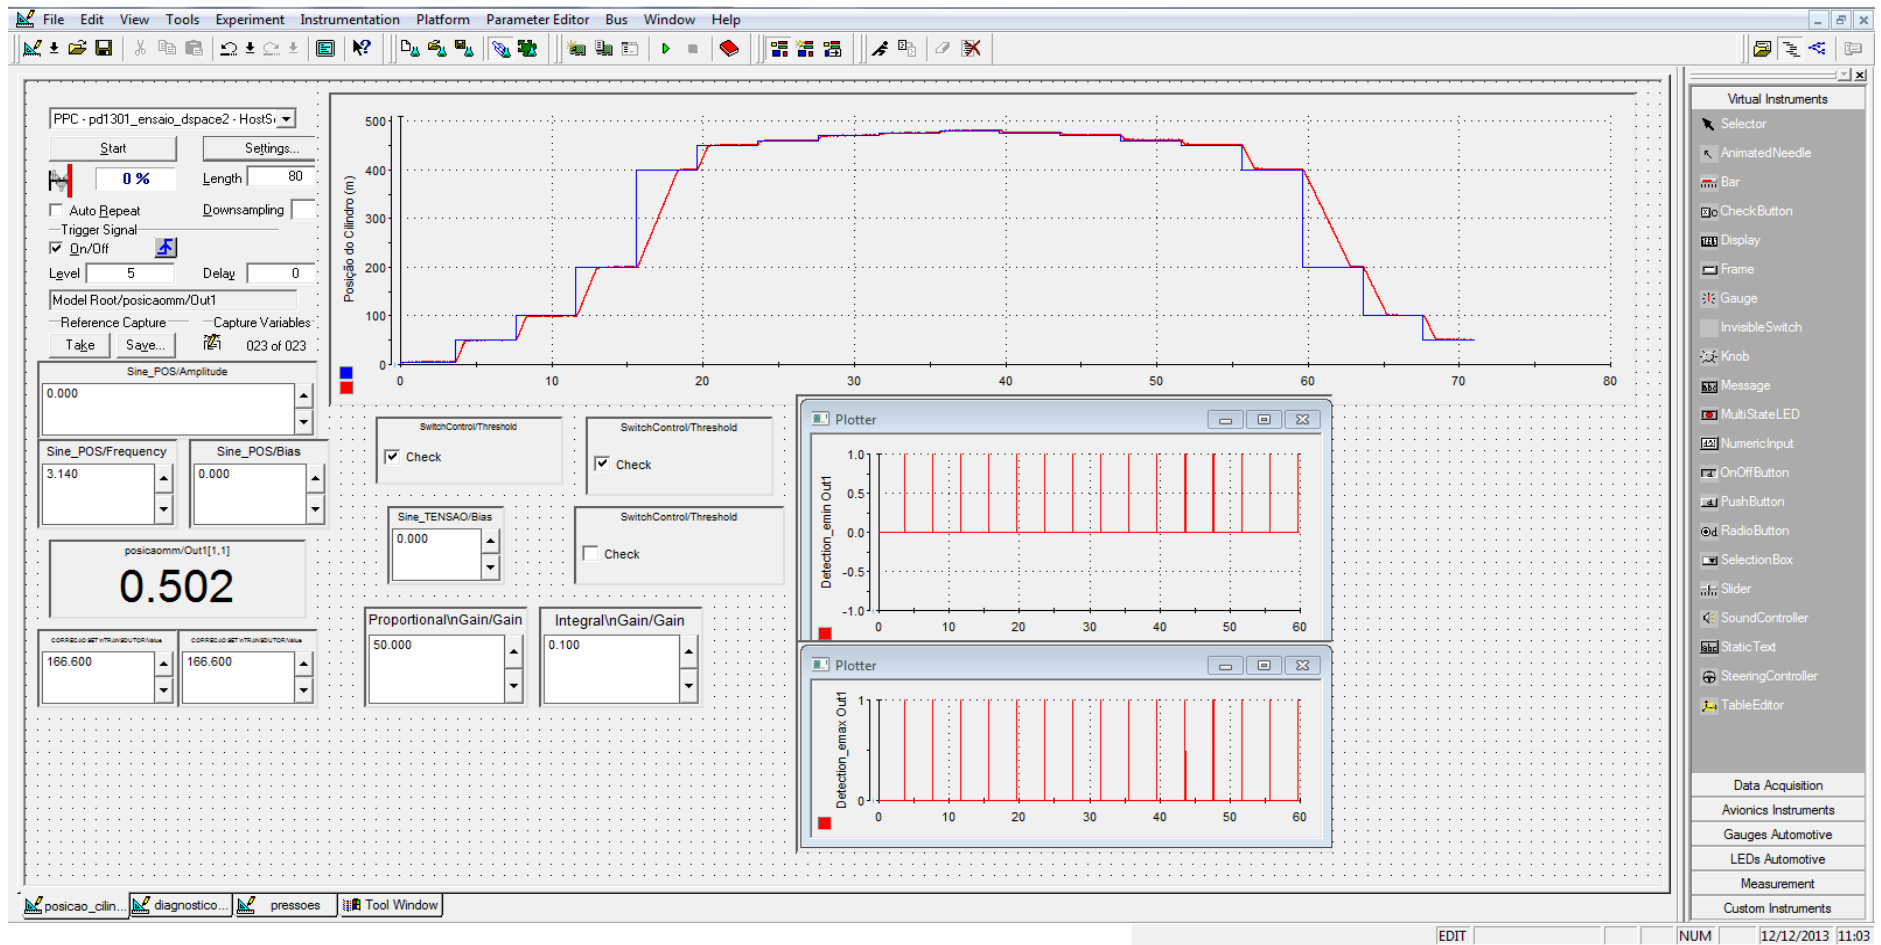 File Edit View Tools Experiment Instrumentation Platform Parameter Editor Bus Window Help
PPC - pd1301_ensaio_dspace2 - HostS
Start Settings...
0 % Length 80
Auto Repeat Downsampling
Trigger Signal
On/Off
Level 5 Delay 0
Model Root/posicaomm/Out1
Reference Capture Capture Variables
Take Save... 023 of 023
Sine_POS/Amplitude
0.000
Sine_POS/Frequency Sine_POS/Bias
3.140 0.000
posicaomm/Out1[1,1]
0.502
166.600 166.600
Posição do Cilindro (m)
500
400
300
200
100
0
0 10 20 30 40 50 60 70 80
SwitchControl/Threshold
Check
SwitchControl/Threshold
Check
Sine_TENSAO/Bias
0.000
SwitchControl/Threshold
Check
Proportional\nGain/Gain Integral\nGain/Gain
50.000 0.100
Plotter
Detection_emin Out1
1.0
0.5
0.0
-0.5
-1.0
0 10 20 30 40 50 60
Plotter
Detection_emax Out1
1
0
0 10 20 30 40 50 60
Virtual Instruments
Selector
AnimatedNeedle
Bar
CheckButton
Display
Frame
Gauge
InvisibleSwitch
Knob
Message
MultiStateLED
NumericInput
OnOffButton
PushButton
RadioButton
SelectionBox
Slider
SoundController
StaticText
SteeringController
TableEditor
Data Acquisition
Avionics Instruments
Gauges Automotive
LEDs Automotive
Measurement
Custom Instruments
posicao_cilin... diagnostico... pressoes Tool Window
EDIT NUM 12/12/2013 11:03